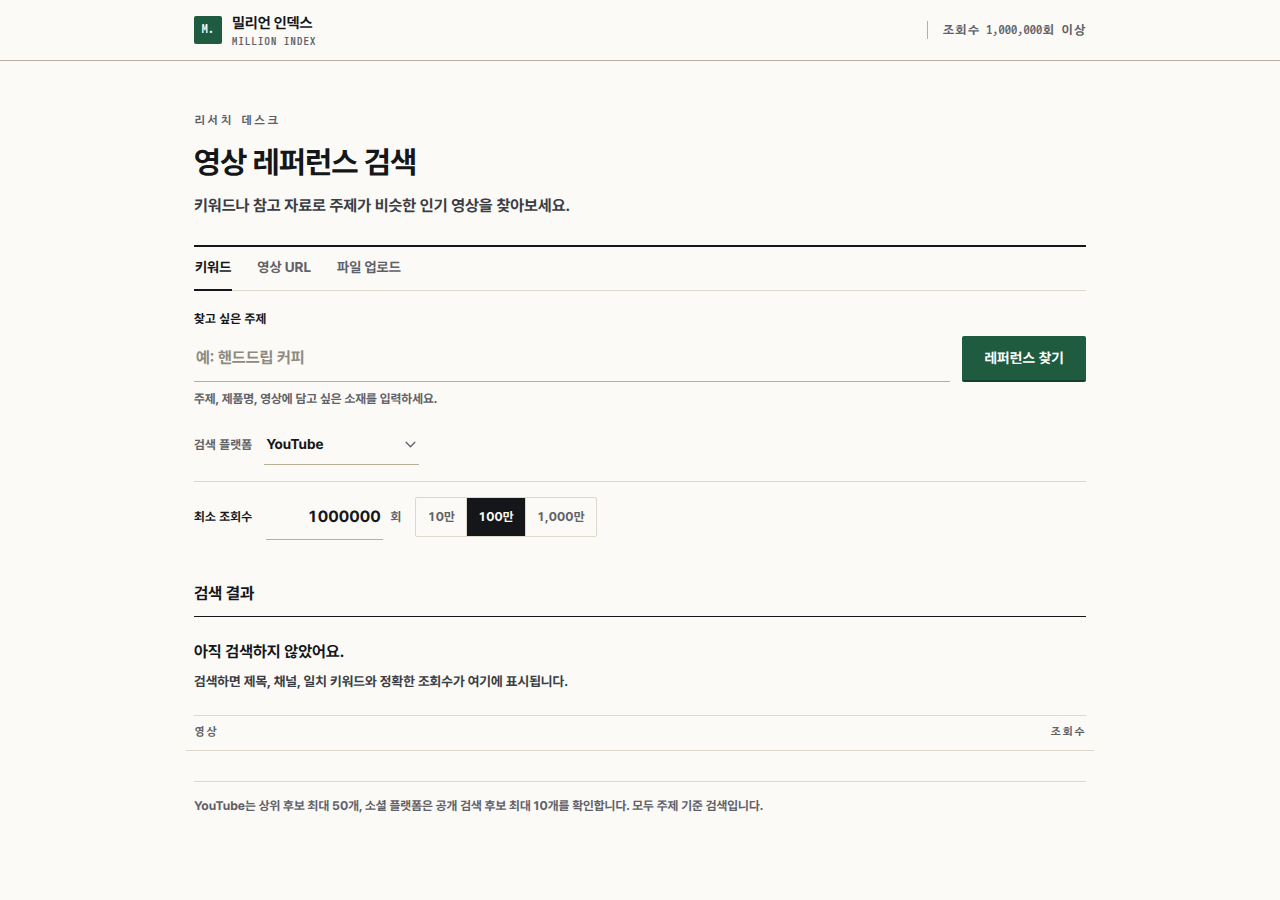 M.
밀리언 인덱스
MILLION INDEX
조회수 1,000,000회 이상
리서치 데스크
영상 레퍼런스 검색
키워드나 참고 자료로 주제가 비슷한 인기 영상을 찾아보세요.
키워드 영상 URL 파일 업로드
찾고 싶은 주제
예: 핸드드립 커피
레퍼런스 찾기
주제, 제품명, 영상에 담고 싶은 소재를 입력하세요.
검색 플랫폼 YouTube
최소 조회수 1000000 회 10만 100만 1,000만
검색 결과
아직 검색하지 않았어요.
검색하면 제목, 채널, 일치 키워드와 정확한 조회수가 여기에 표시됩니다.
영상 조회수
YouTube는 상위 후보 최대 50개, 소셜 플랫폼은 공개 검색 후보 최대 10개를 확인합니다. 모두 주제 기준 검색입니다.